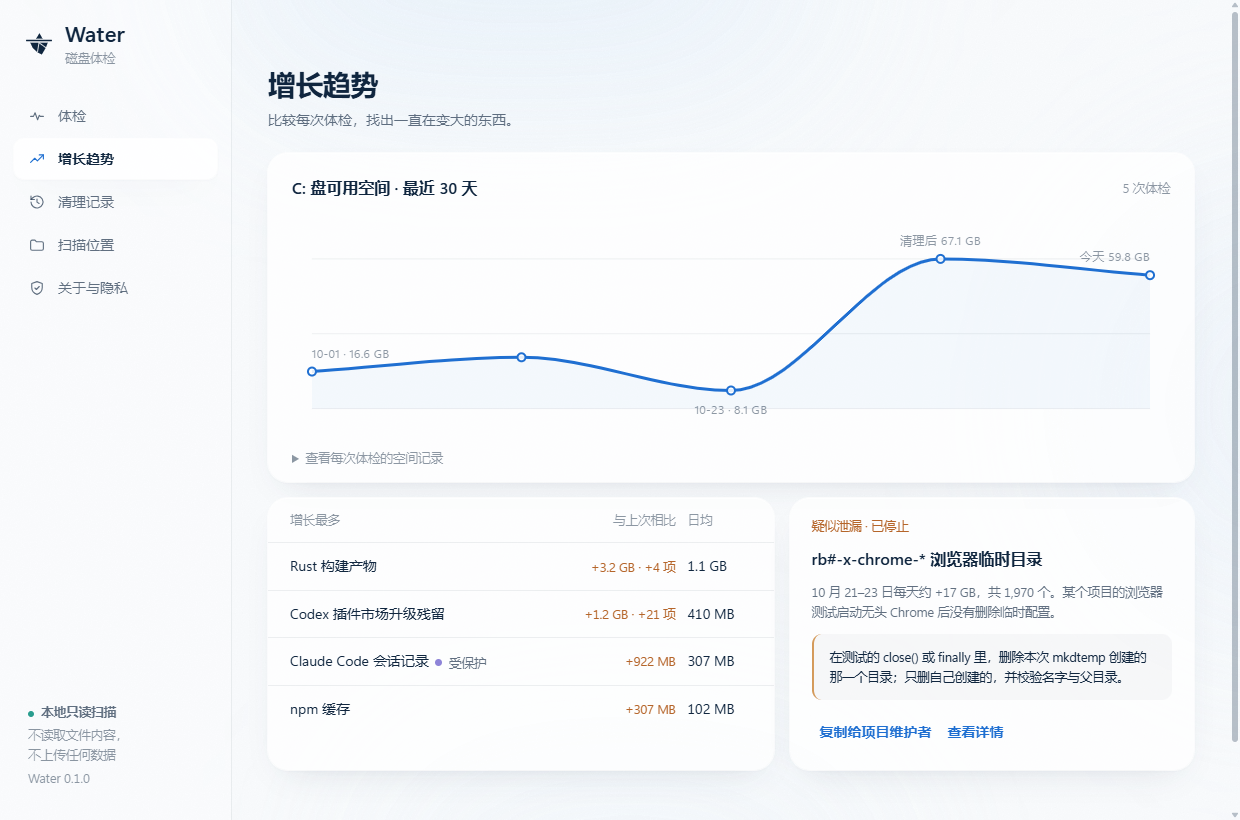 Water
磁盘体检
体检
增长趋势
清理记录
扫描位置
关于与隐私
本地只读扫描
不读取文件内容，
不上传任何数据
Water 0.1.0
增长趋势
比较每次体检，找出一直在变大的东西。
C: 盘可用空间 · 最近 30 天
5 次体检
清理后 67.1 GB
今天 59.8 GB
10-01 · 16.6 GB
10-23 · 8.1 GB
查看每次体检的空间记录
增长最多 与上次相比 日均
Rust 构建产物 +3.2 GB · +4 项 1.1 GB
Codex 插件市场升级残留 +1.2 GB · +21 项 410 MB
Claude Code 会话记录 受保护 +922 MB 307 MB
npm 缓存 +307 MB 102 MB
疑似泄漏 · 已停止
rb#-x-chrome-* 浏览器临时目录
10 月 21–23 日每天约 +17 GB，共 1,970 个。某个项目的浏览器
测试启动无头 Chrome 后没有删除临时配置。
在测试的 close() 或 finally 里，删除本次 mkdtemp 创建的
那一个目录；只删自己创建的，并校验名字与父目录。
复制给项目维护者 查看详情